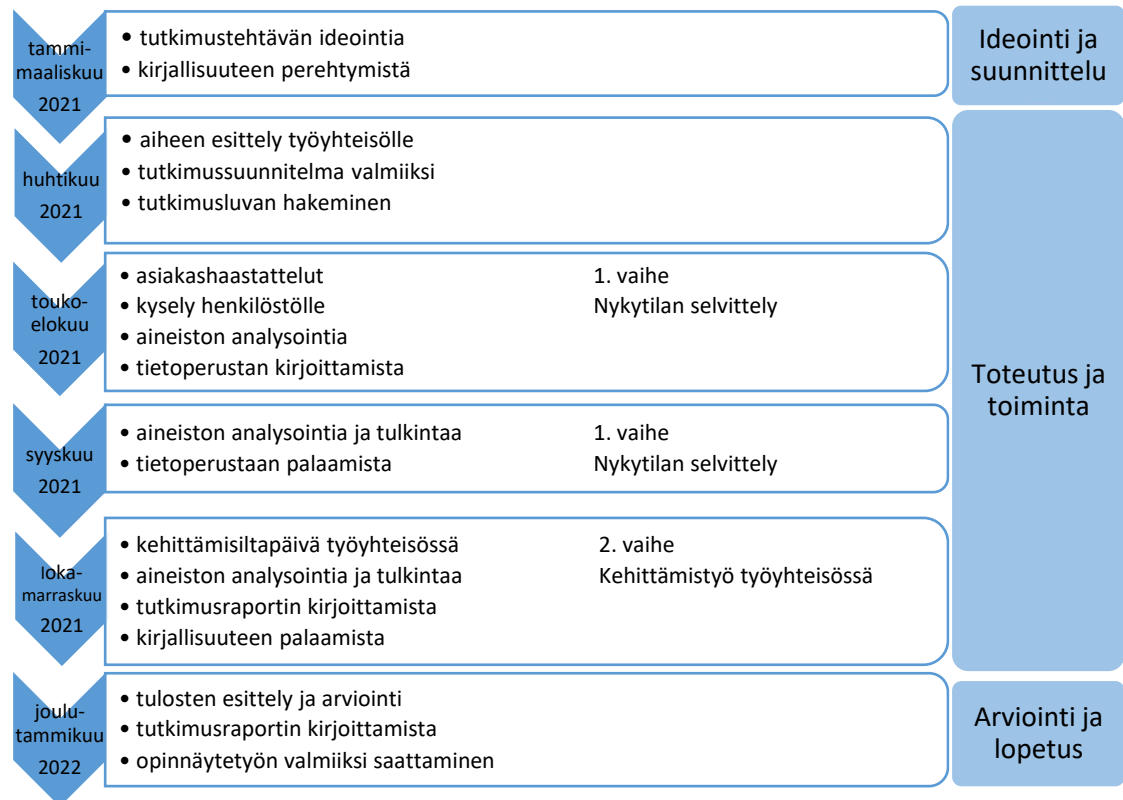 tammi-
maaliskuu
2021
• tutkimustehtävän ideointia
• kirjallisuuteen perehtymistä
Ideointi ja
suunnittelu
huhtikuu
2021
• aiheen esittely työyhteisölle
• tutkimussuunnitelma valmiiksi
• tutkimusluvan hakeminen
Toteutus ja
toiminta
touko-
elokuu
2021
• asiakashaastattelut 1. vaihe
• kysely henkilöstölle Nykytilan selvittely
• aineiston analysointia
• tietoperustan kirjoittamista
syyskuu
2021
• aineiston analysointia ja tulkintaa 1. vaihe
• tietoperustaan palaamista Nykytilan selvittely
loka-
marraskuu
2021
• kehittämisiltapäivä työyhteisössä 2. vaihe
• aineiston analysointia ja tulkintaa Kehittämistyö työyhteisössä
• tutkimusraportin kirjoittamista
• kirjallisuuteen palaamista
joulu-
tammikuu
2022
• tulosten esittely ja arviointi
• tutkimusraportin kirjoittamista
• opinnäytetyön valmiiksi saattaminen
Arviointi ja
lopetus